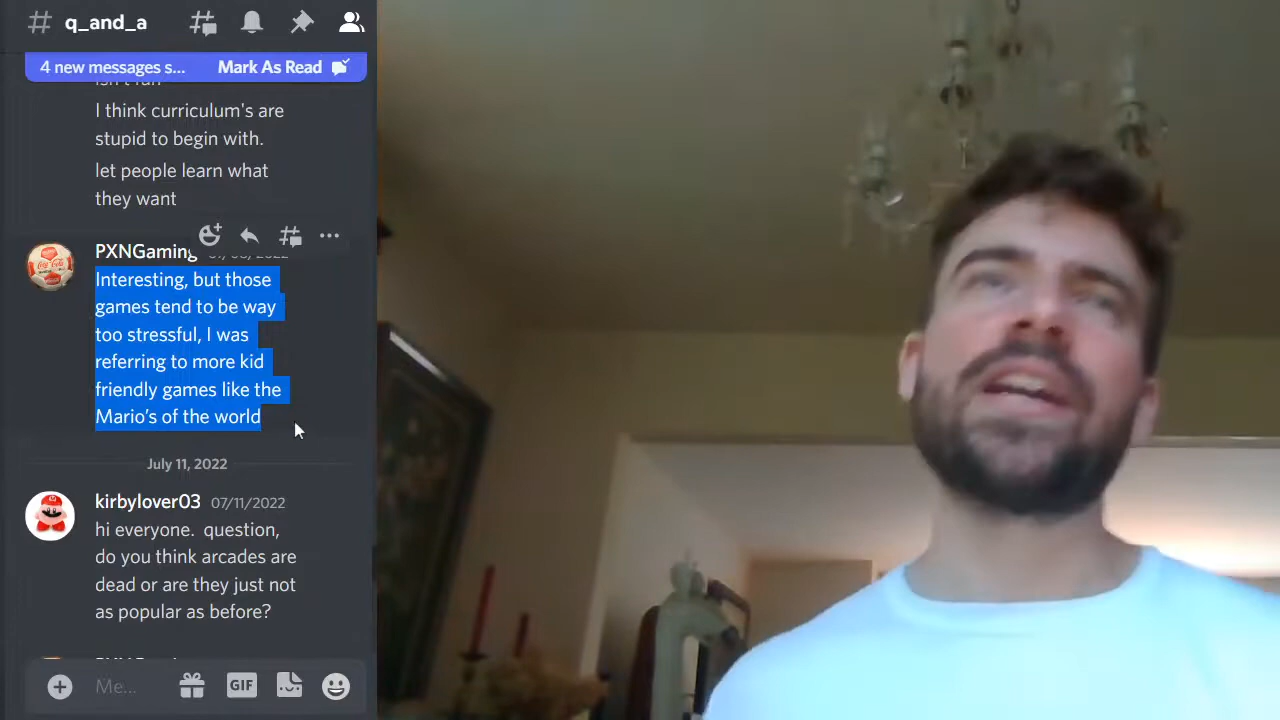 q_and_a
4 new messages s... Mark As Read
I think curriculum's are
stupid to begin with.
let people learn what
they want
PXNGaming
Interesting, but those
games tend to be way
too stressful, I was
referring to more kid
friendly games like the
Mario's of the world
July 11, 2022
kirbylover03 07/11/2022
hi everyone.  question,
do you think arcades are
dead or are they just not
as popular as before?
Me...
GIF